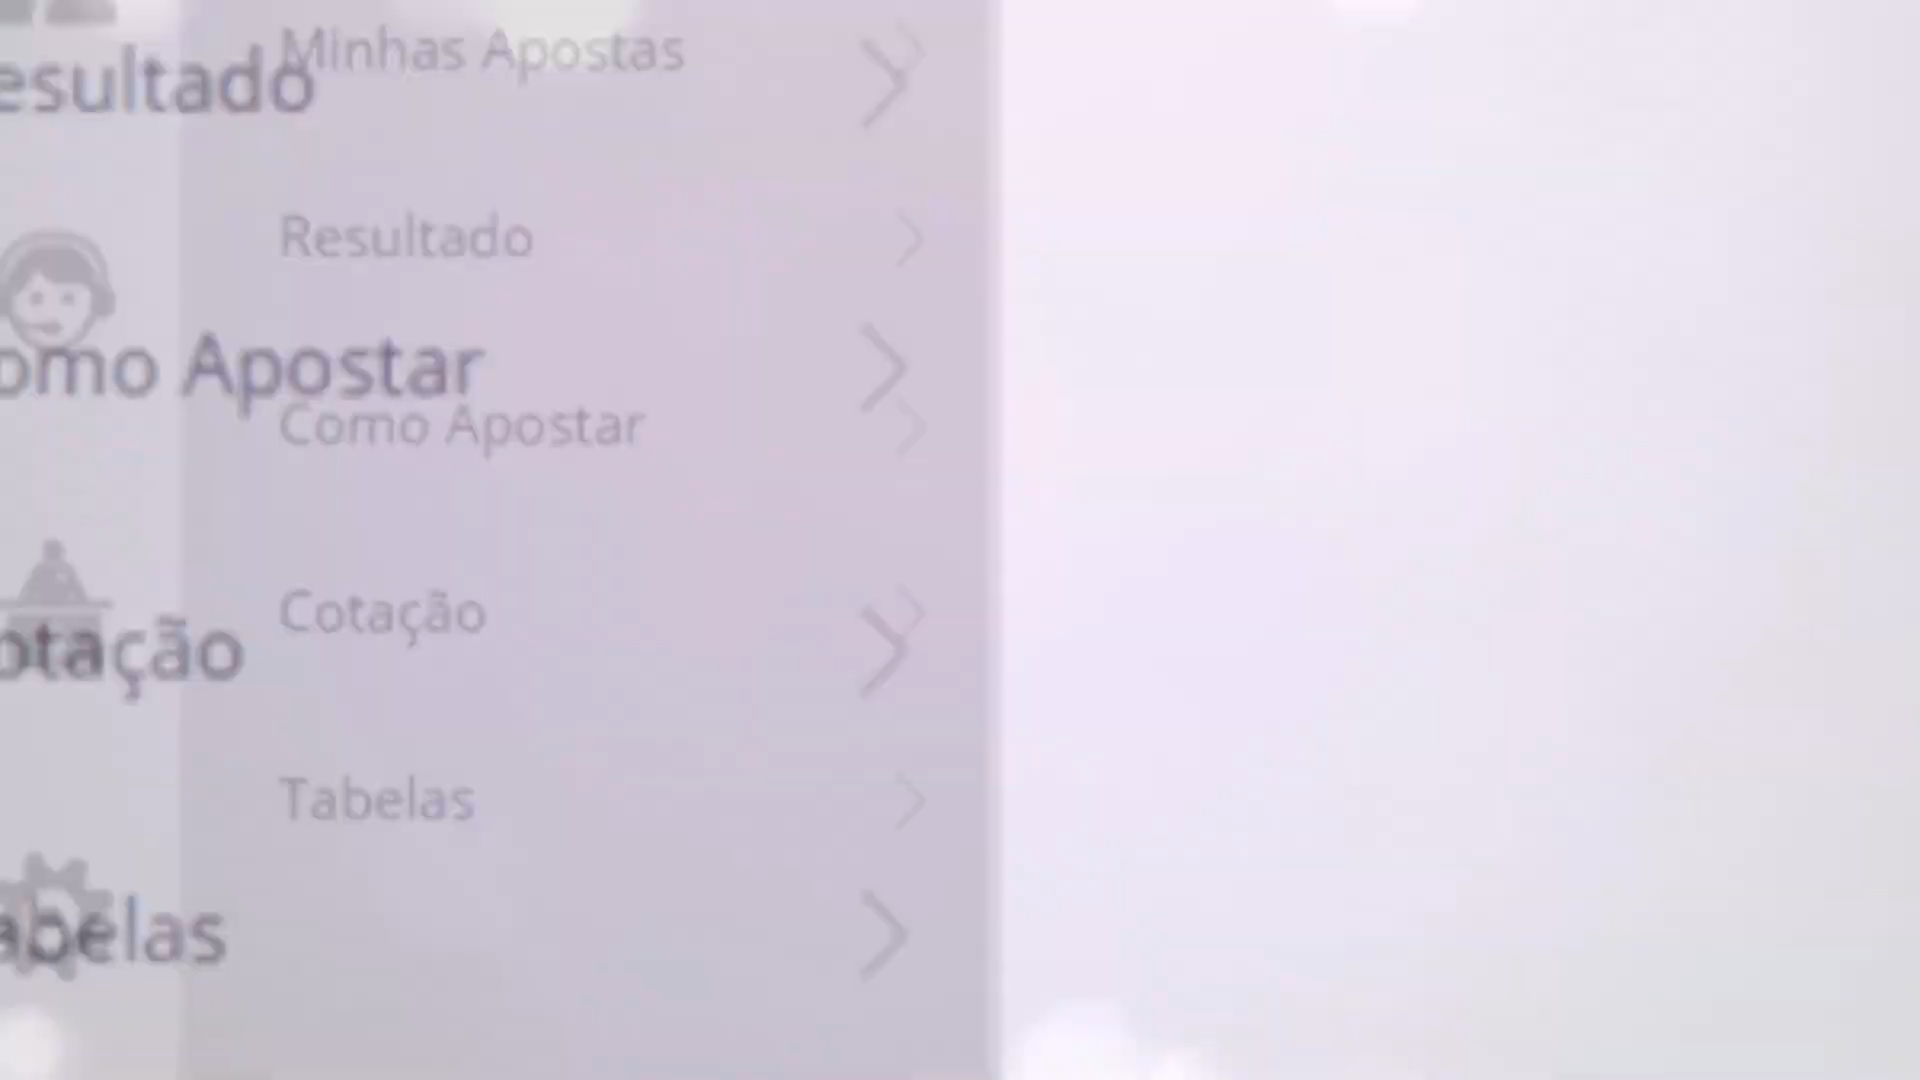 Minhas Apostas
esultado
Resultado
omo Apostar
Como Apostar
Cotação
otação
Tabelas
abelas